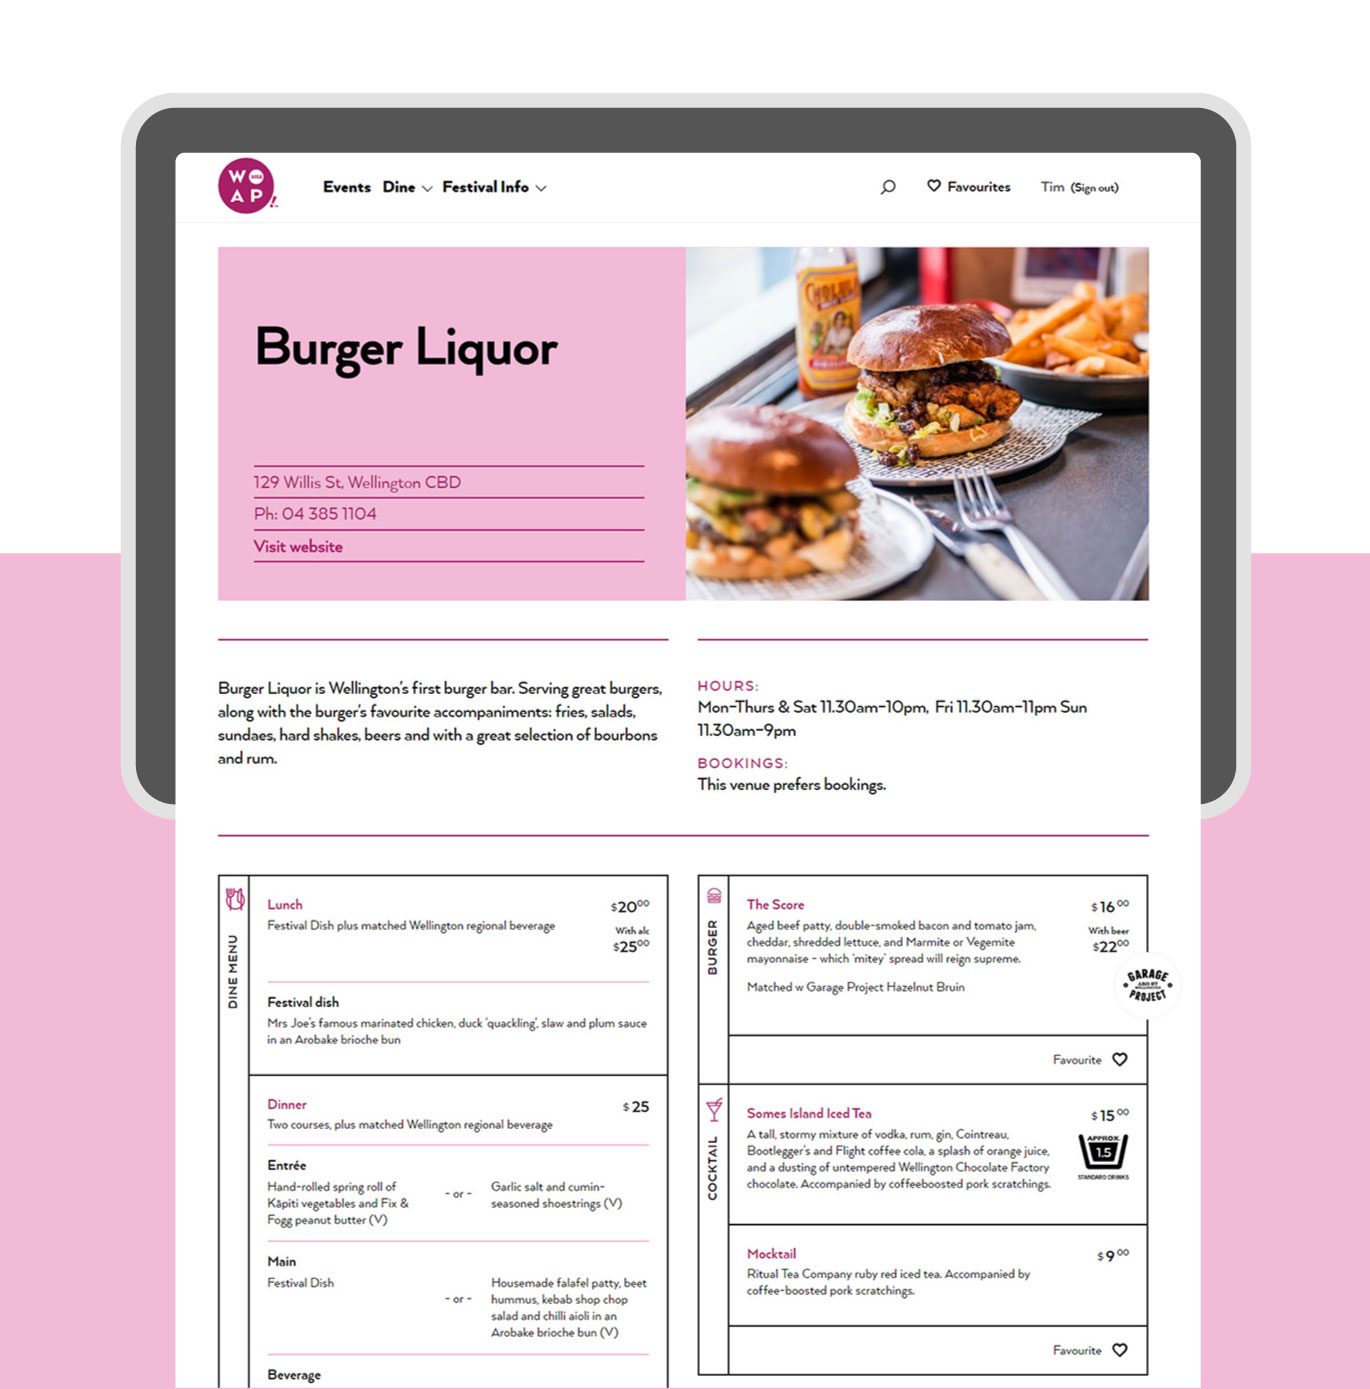 WOAP!
VISA
Events Dine Festival Info
Favourites
Tim (Sign out)
Burger Liquor
129 Willis St, Wellington CBD
Ph: 04 385 1104
Visit website
CHOLULA
Burger Liquor is Wellington's first burger bar. Serving great burgers,
along with the burger's favourite accompaniments: fries, salads,
sundaes, hard shakes, beers and with a great selection of bourbons
and rum.
HOURS:
Mon-Thurs & Sat 11.30am-10pm, Fri 11.30am-11pm Sun
11.30am-9pm
BOOKINGS:
This venue prefers bookings.
DINE MENU
Lunch
$2000
Festival Dish plus matched Wellington regional beverage
With alc
$2500
Festival dish
Mrs Joe's famous marinated chicken, duck 'quackling', slaw and plum sauce
in an Arobake brioche bun
Dinner
$25
Two courses, plus matched Wellington regional beverage
Entrée
Hand-rolled spring roll of
Kāpiti vegetables and Fix &
Fogg peanut butter (V)
- or -
Garlic salt and cumin-
seasoned shoestrings (V)
Main
Festival Dish
- or -
Housemade falafel patty, beet
hummus, kebab shop chop
salad and chilli aioli in an
Arobake brioche bun (V)
Beverage
BURGER
The Score
$1600
Aged beef patty, double-smoked bacon and tomato jam,
cheddar, shredded lettuce, and Marmite or Vegemite
mayonnaise - which 'mitey' spread will reign supreme.
With beer
$2200
Matched w Garage Project Hazelnut Bruin
GARAGE
ARO ST
WELLINGTON
PROJECT
Favourite
COCKTAIL
Somes Island Iced Tea
$1500
A tall, stormy mixture of vodka, rum, gin, Cointreau,
Bootlegger's and Flight coffee cola, a splash of orange juice,
and a dusting of untempered Wellington Chocolate Factory
chocolate. Accompanied by coffeeboosted pork scratchings.
APPROX.
1.5
STANDARD DRINKS
Mocktail
$900
Ritual Tea Company ruby red iced tea. Accompanied by
coffee-boosted pork scratchings.
Favourite